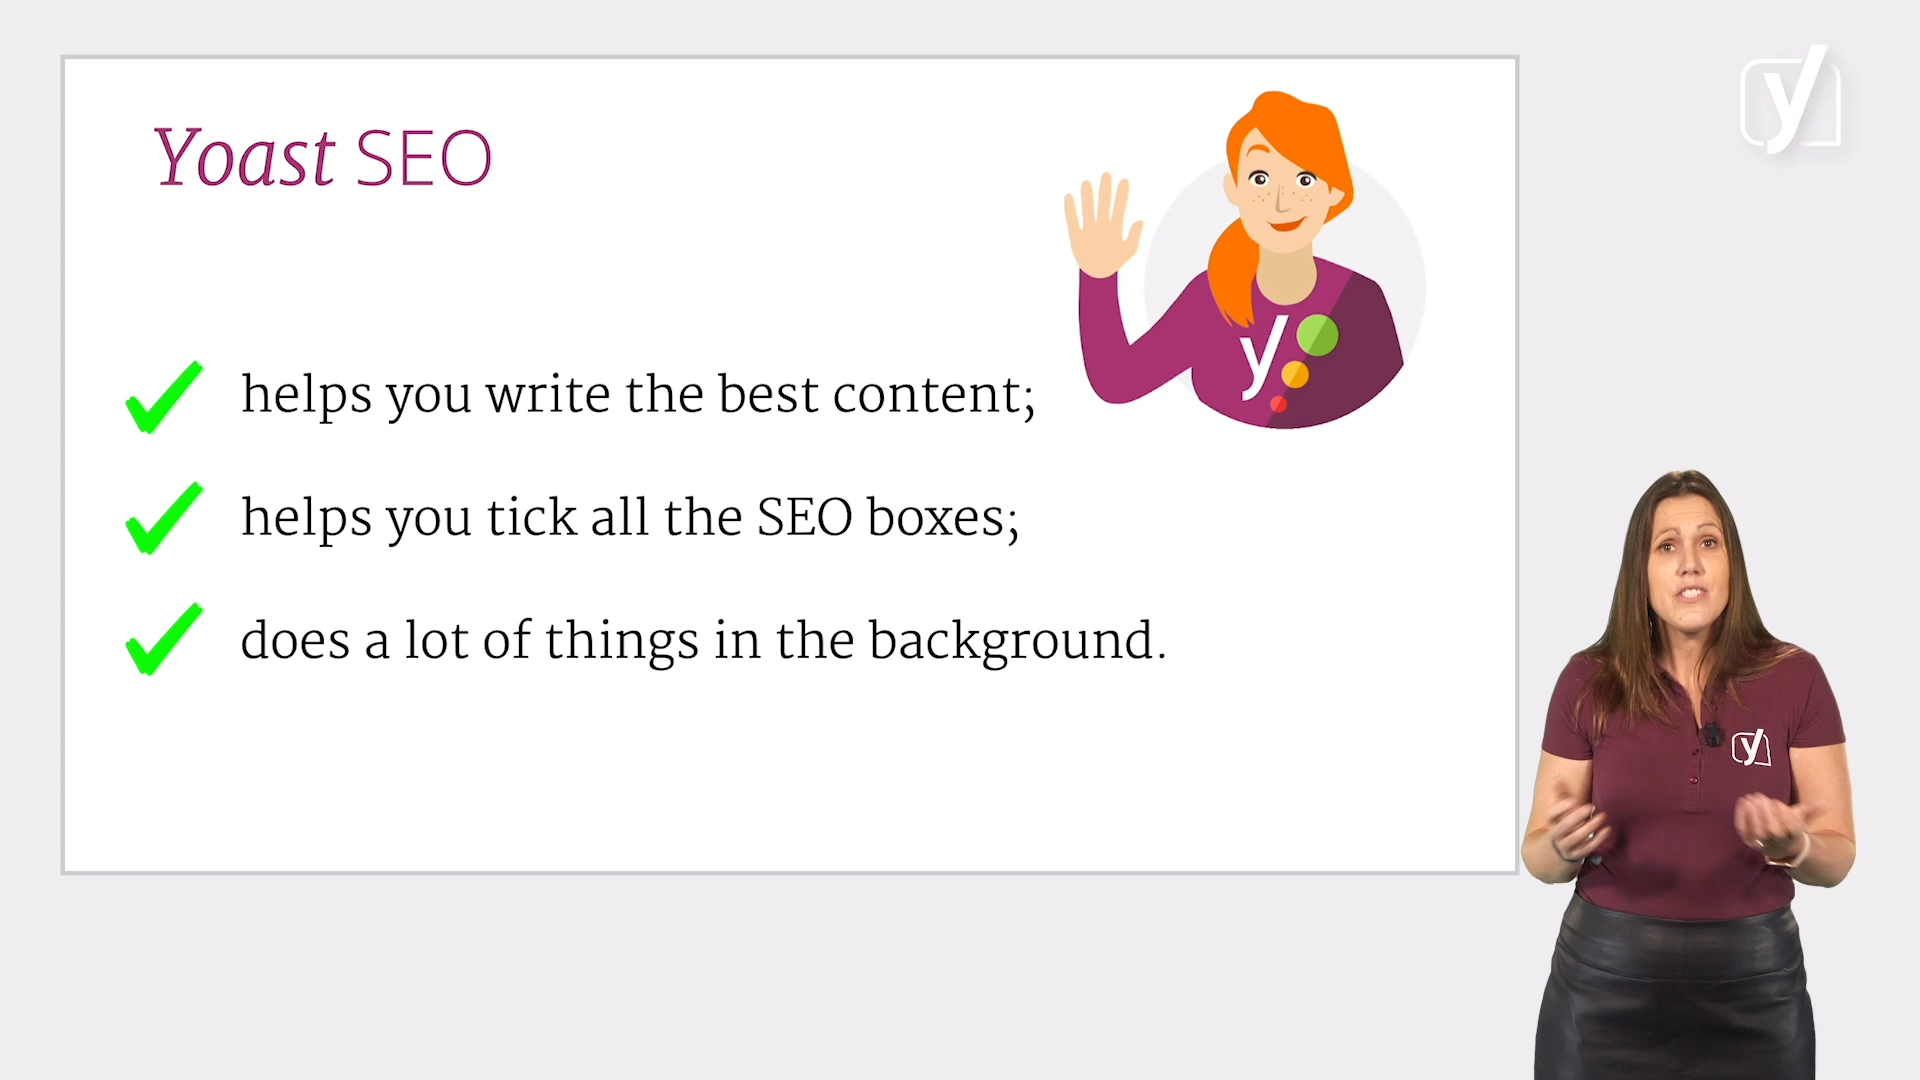 Yoast SEO
y
y
helps you write the best content;
helps you tick all the SEO boxes;
does a lot of things in the background.
y